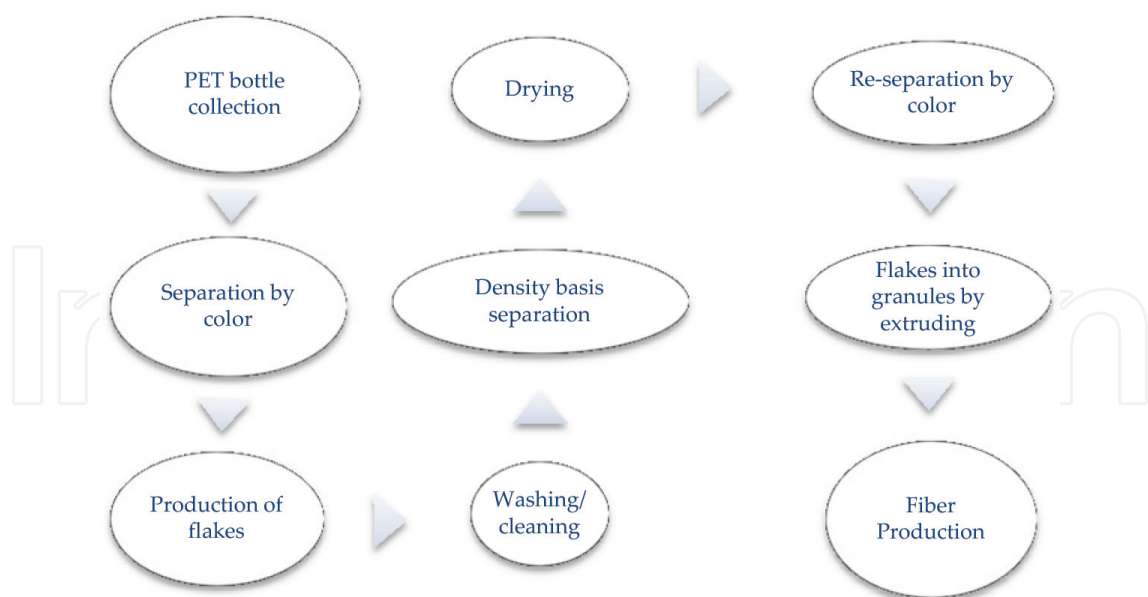 PET bottle
collection
Separation by
color
Production of
flakes
Washing/
cleaning
Density basis
separation
Drying
Re-separation by
color
Flakes into
granules by
extruding
Fiber
Production